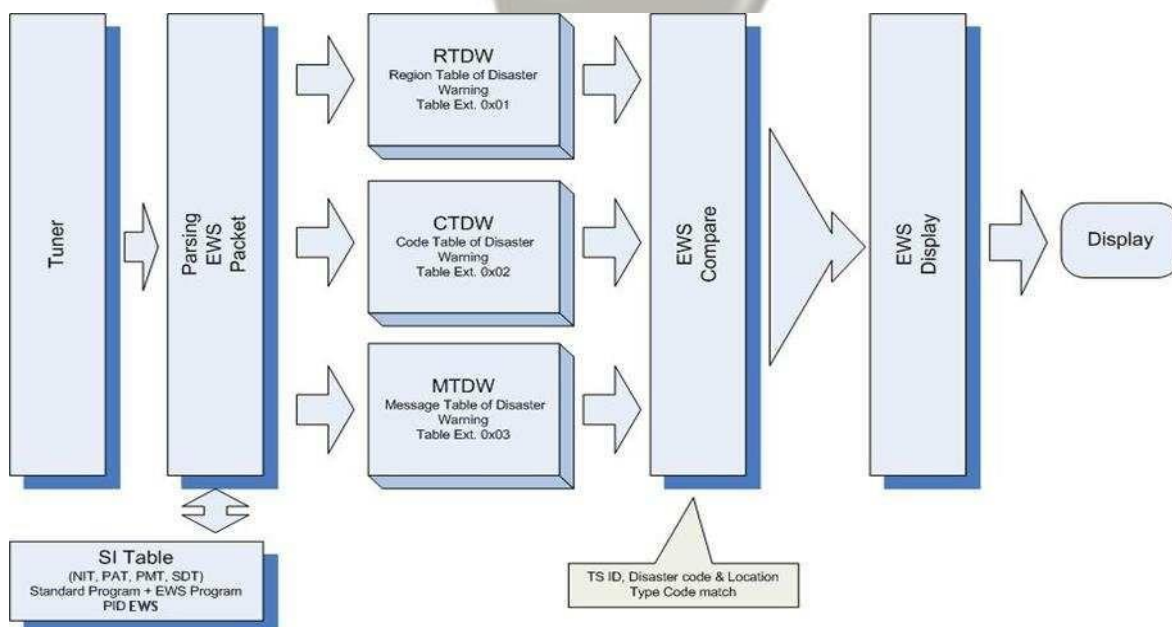 Tuner
Parsing
EWS
Packet
RTDW
Region Table of Disaster
Warning
Table Ext. 0x01
CTDW
Code Table of Disaster
Warning
Table Ext. 0x02
MTDW
Message Table of Disaster
Warning
Table Ext. 0x03
EWS
Compare
EWS
Display
Display
SI Table
(NIT, PAT, PMT, SDT)
Standard Program + EWS Program
PID EWS
TS ID, Disaster code & Location
Type Code match